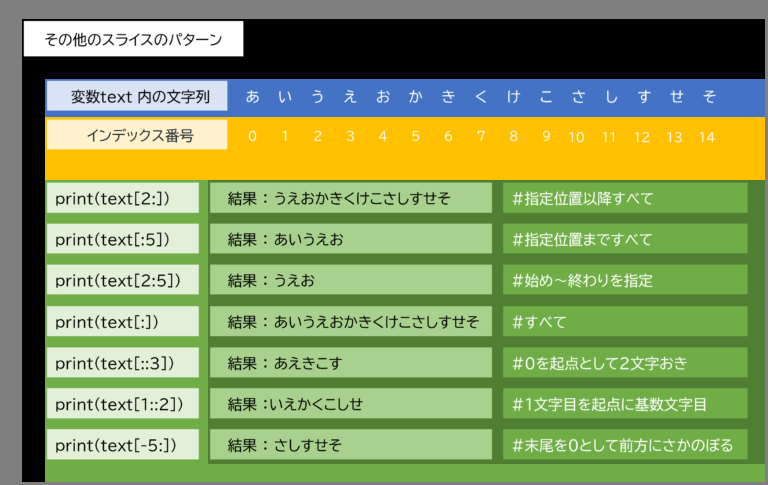 その他のスライスのパターン
変数text 内の文字列 あ い う え お か き く け こ さ し す せ そ
インデックス番号 0 1 2 3 4 5 6 7 8 9 10 11 12 13 14
print(text[2:]) 結果：うえおかきくけこさしすせそ #指定位置以降すべて
print(text[:5]) 結果：あいうえお #指定位置まですべて
print(text[2:5]) 結果：うえお #始め～終わりを指定
print(text[:]) 結果：あいうえおかきくけこさしすせそ #すべて
print(text[::3]) 結果：あえきこす #0を起点として2文字おき
print(text[1::2]) 結果：いえかくこしせ #1文字目を起点に基数文字目
print(text[-5:]) 結果：さしすせそ #末尾を0として前方にさかのぼる